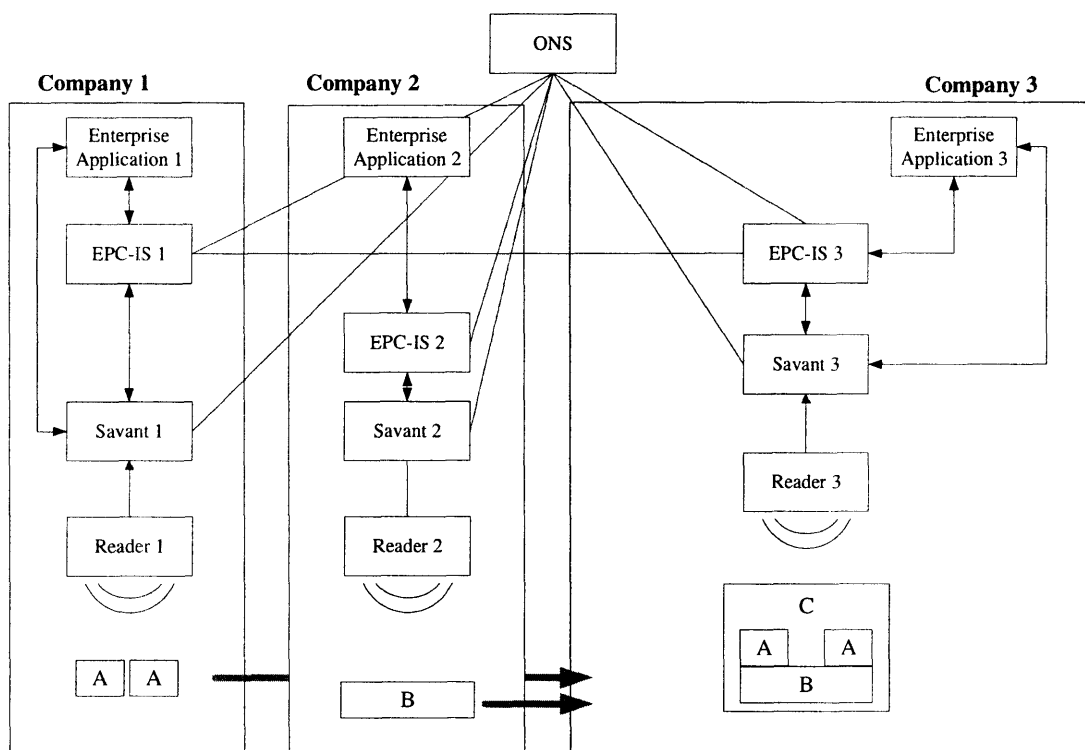 ONS
Company 1
Company 2
Company 3
Enterprise
Application 1
Enterprise
Application 2
Enterprise
Application 3
EPC-IS 1
EPC-IS 3
EPC-IS 2
Savant 3
Savant 1
Savant 2
Reader 3
Reader 1
Reader 2
C
A
A
B
A
A
B